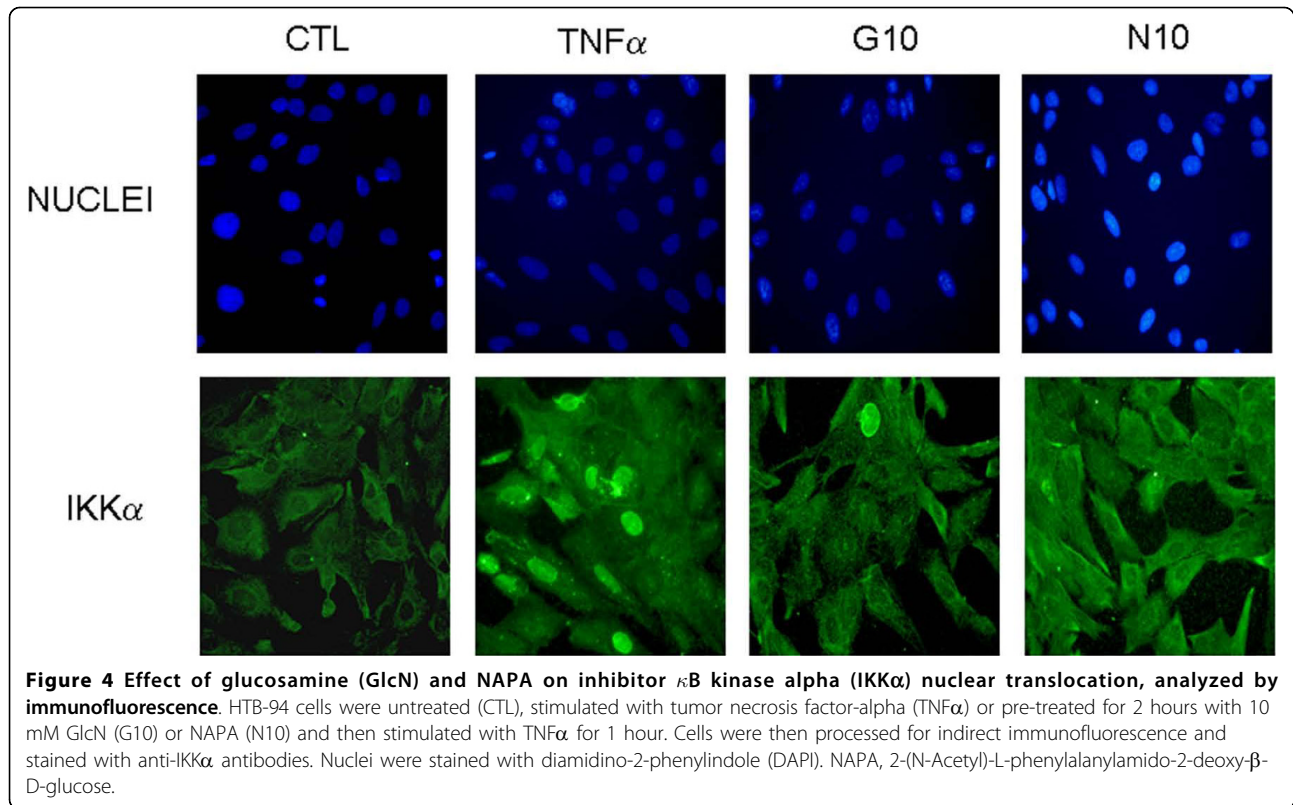 CTL TNFα G10 N10
NUCLEI
IKKα
Figure 4 Effect of glucosamine (GlcN) and NAPA on inhibitor κB kinase alpha (IKKα) nuclear translocation, analyzed by
immunofluorescence. HTB-94 cells were untreated (CTL), stimulated with tumor necrosis factor-alpha (TNFα) or pre-treated for 2 hours with 10
mM GlcN (G10) or NAPA (N10) and then stimulated with TNFα for 1 hour. Cells were then processed for indirect immunofluorescence and
stained with anti-IKKα antibodies. Nuclei were stained with diamidino-2-phenylindole (DAPI). NAPA, 2-(N-Acetyl)-L-phenylalanylamido-2-deoxy-β-
D-glucose.